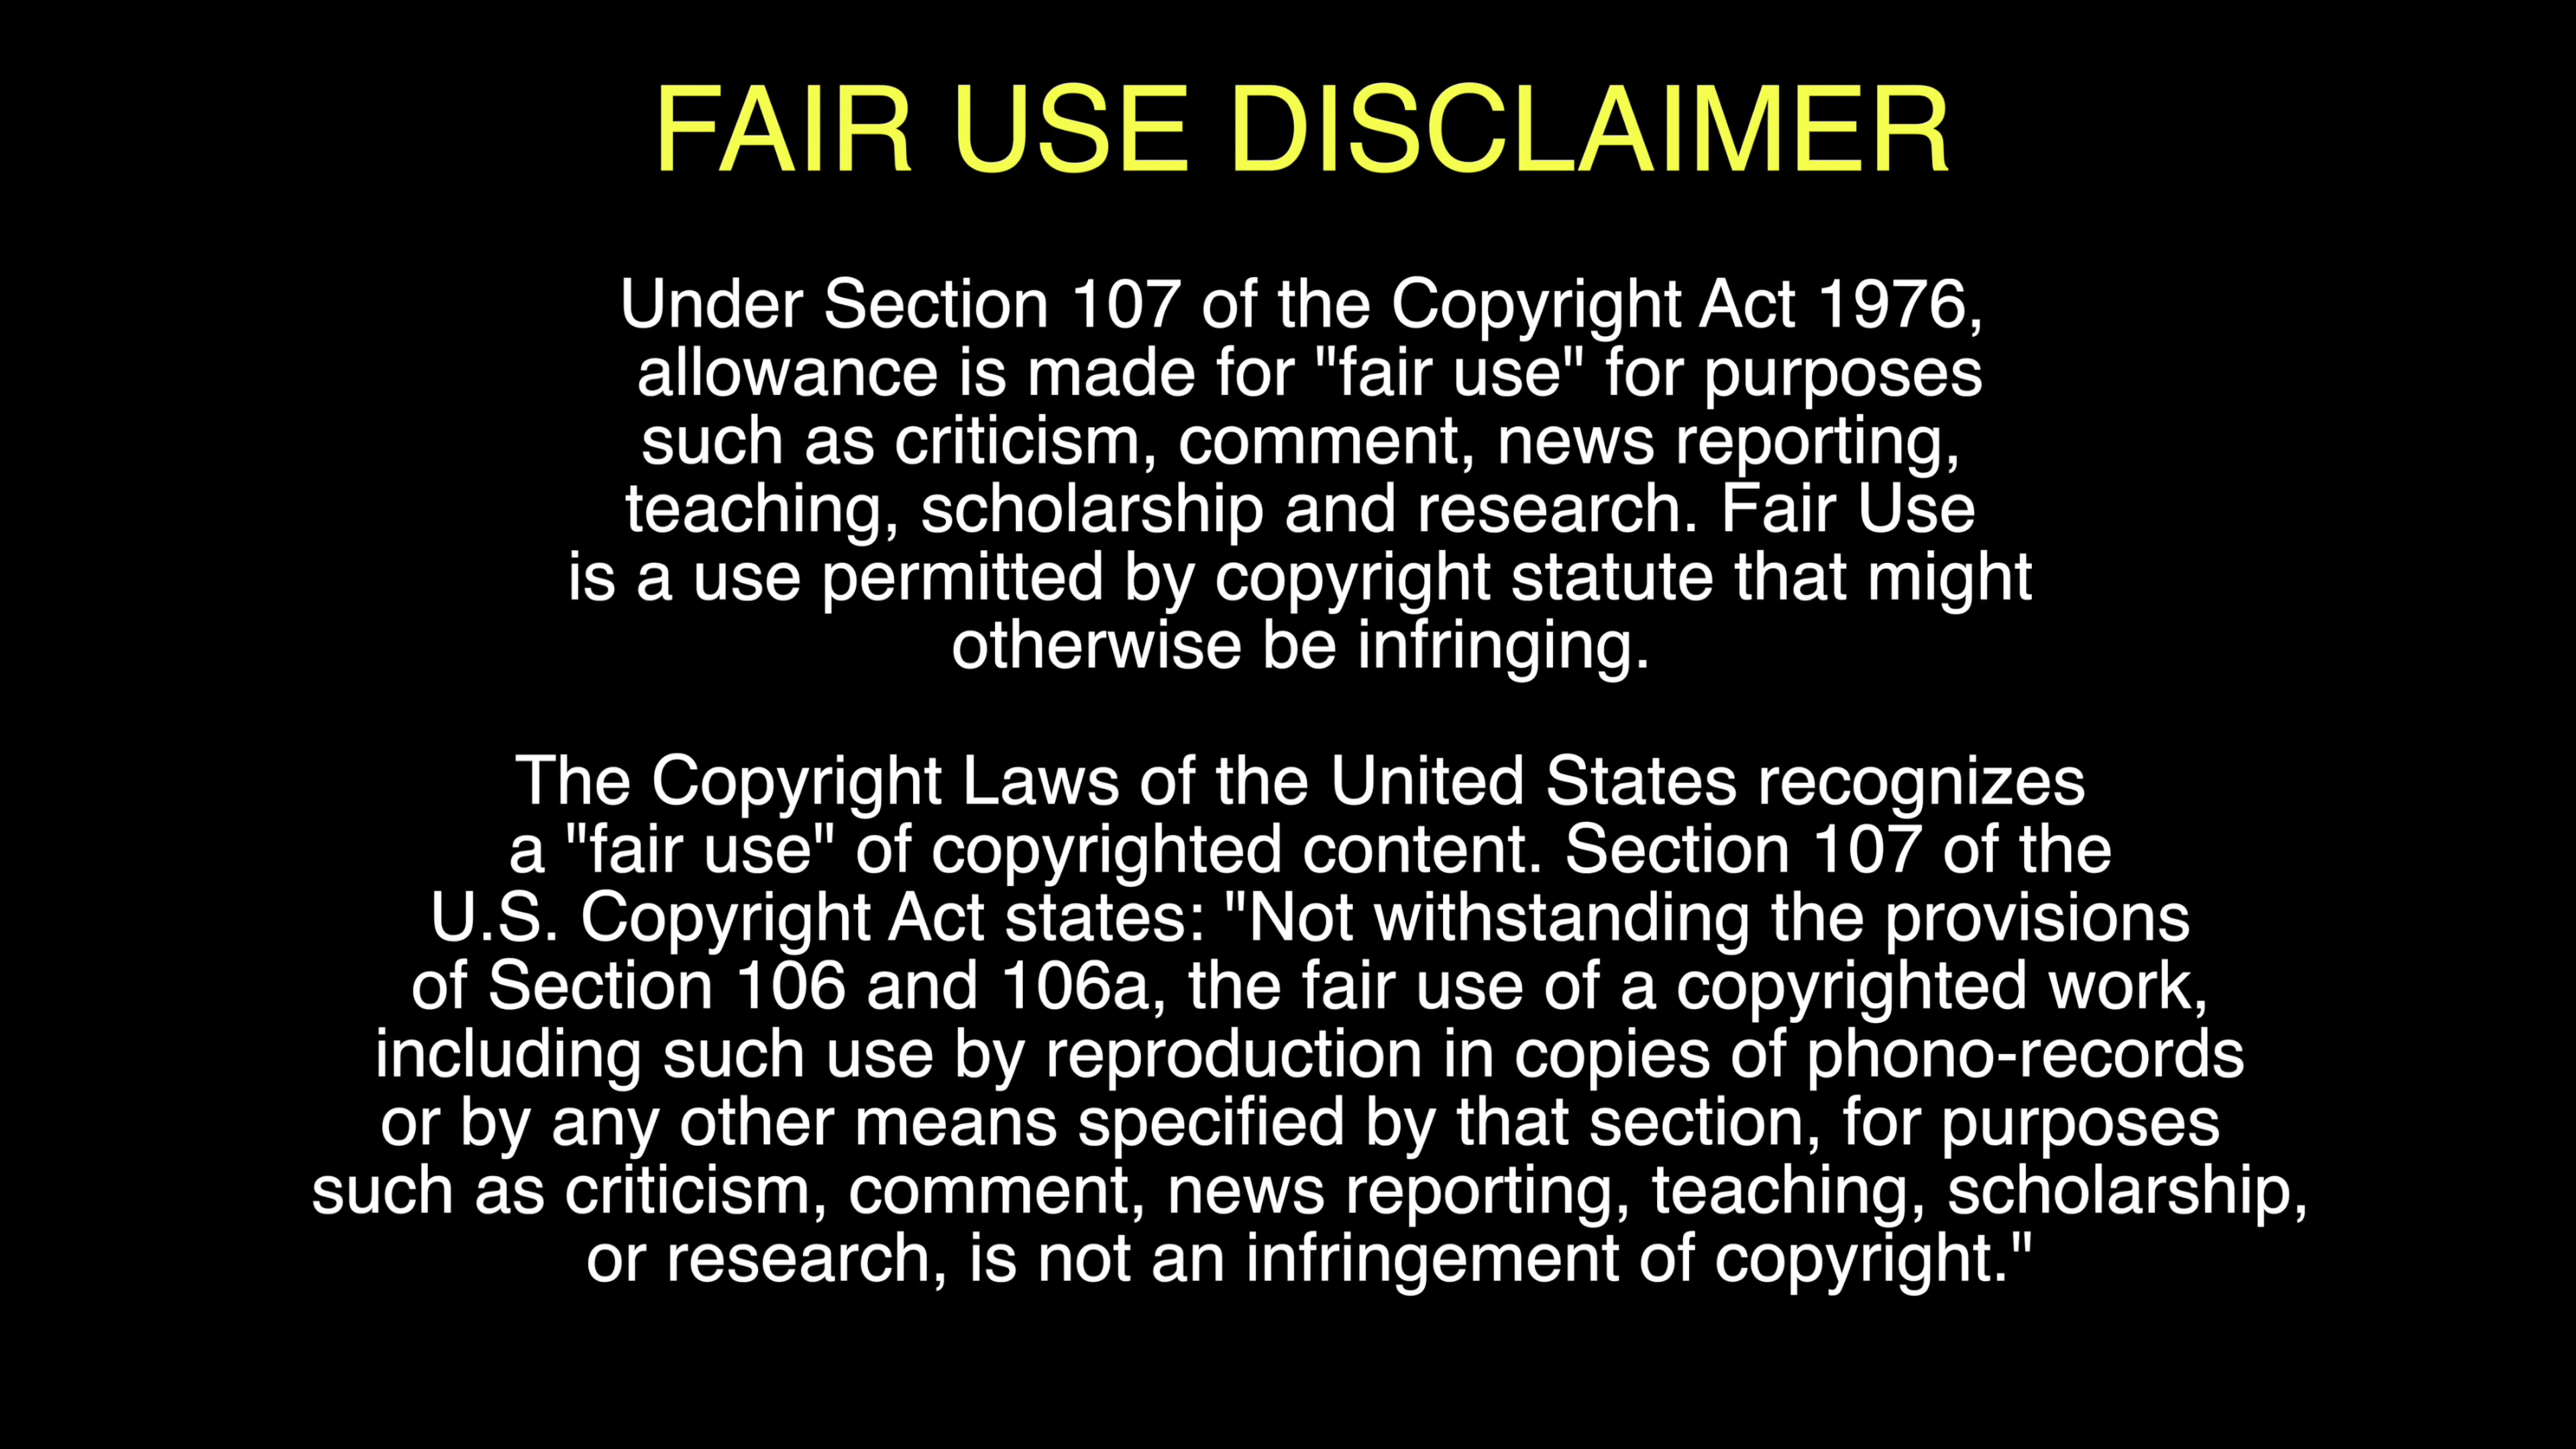 FAIR USE DISCLAIMER
Under Section 107 of the Copyright Act 1976,
allowance is made for "fair use" for purposes
such as criticism, comment, news reporting,
teaching, scholarship and research. Fair Use
is a use permitted by copyright statute that might
otherwise be infringing.
The Copyright Laws of the United States recognizes
a "fair use" of copyrighted content. Section 107 of the
U.S. Copyright Act states: "Not withstanding the provisions
of Section 106 and 106a, the fair use of a copyrighted work,
including such use by reproduction in copies of phono-records
or by any other means specified by that section, for purposes
such as criticism, comment, news reporting, teaching, scholarship,
or research, is not an infringement of copyright."